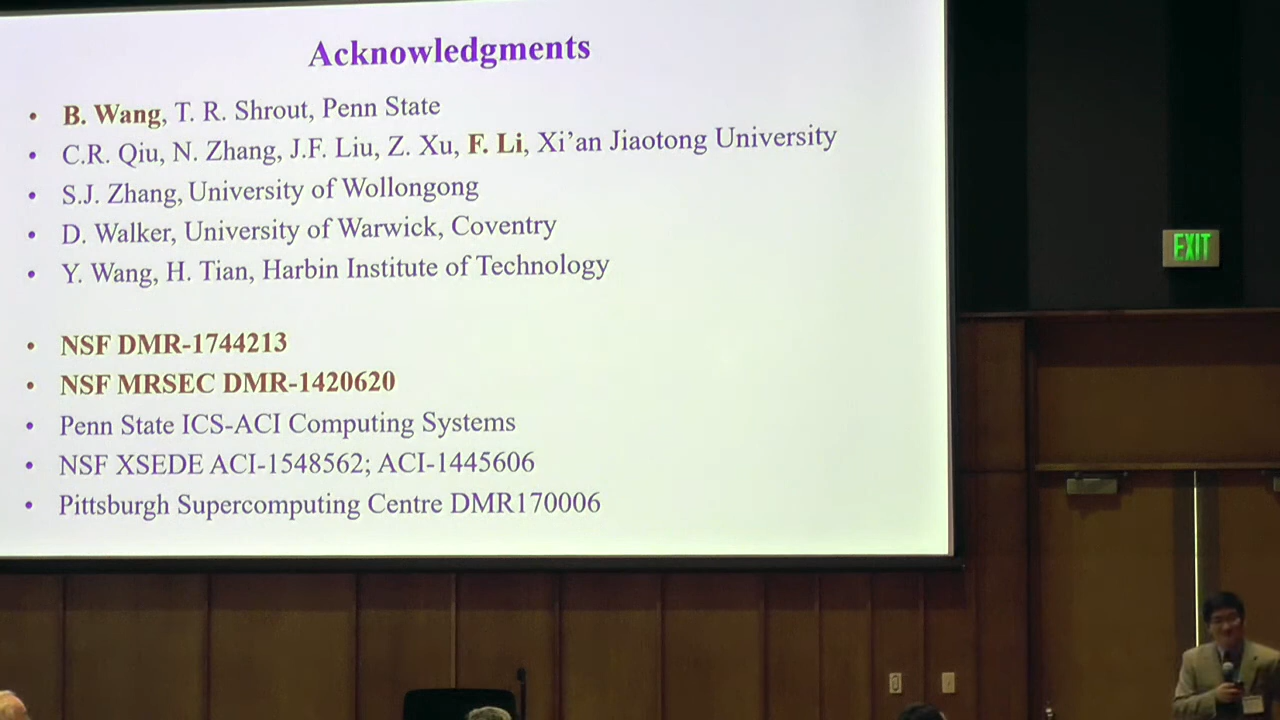 Acknowledgments
• B. Wang, T. R. Shrout, Penn State
• C.R. Qiu, N. Zhang, J.F. Liu, Z. Xu, F. Li, Xi’an Jiaotong University
• S.J. Zhang, University of Wollongong
• D. Walker, University of Warwick, Coventry
• Y. Wang, H. Tian, Harbin Institute of Technology
• NSF DMR-1744213
• NSF MRSEC DMR-1420620
• Penn State ICS-ACI Computing Systems
• NSF XSEDE ACI-1548562; ACI-1445606
• Pittsburgh Supercomputing Centre DMR170006
EXIT